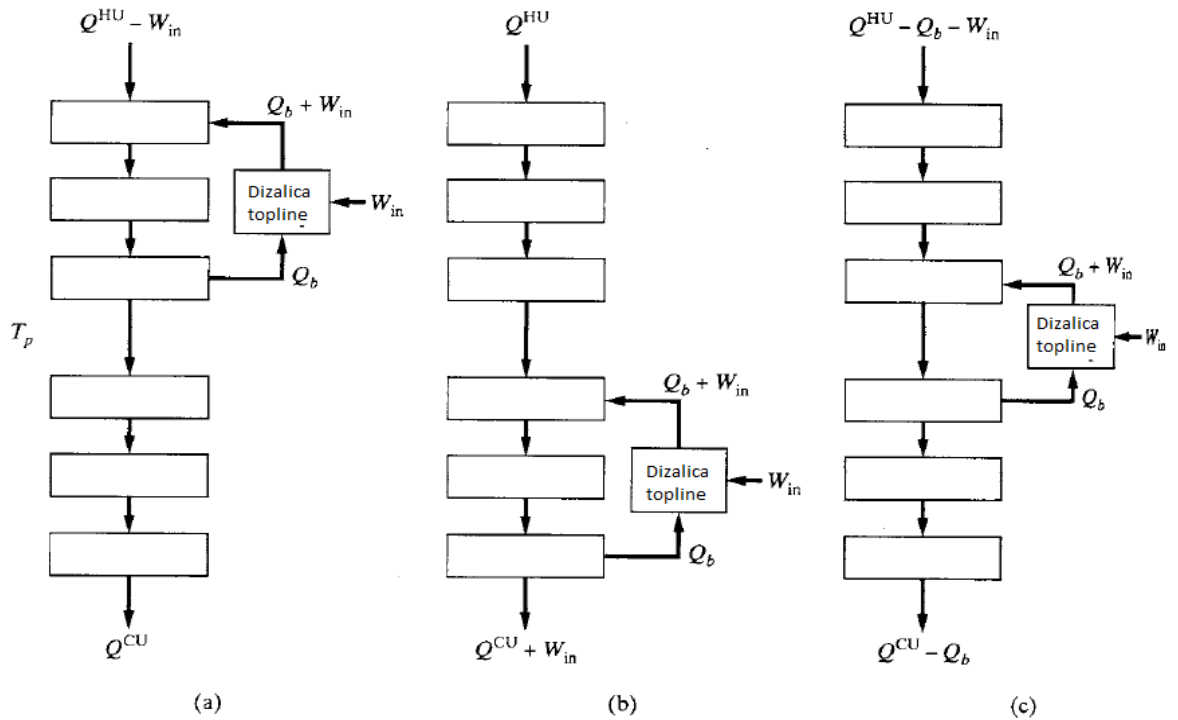 Q^HU – W_in
Q_b + W_in
Dizalica
topline
W_in
Q_b
T_p
Q^CU
(a)
Q^HU
Q_b + W_in
Dizalica
topline
W_in
Q_b
Q^CU + W_in
(b)
Q^HU – Q_b – W_in
Q_b + W_in
Dizalica
topline
W_in
Q_b
Q^CU – Q_b
(c)